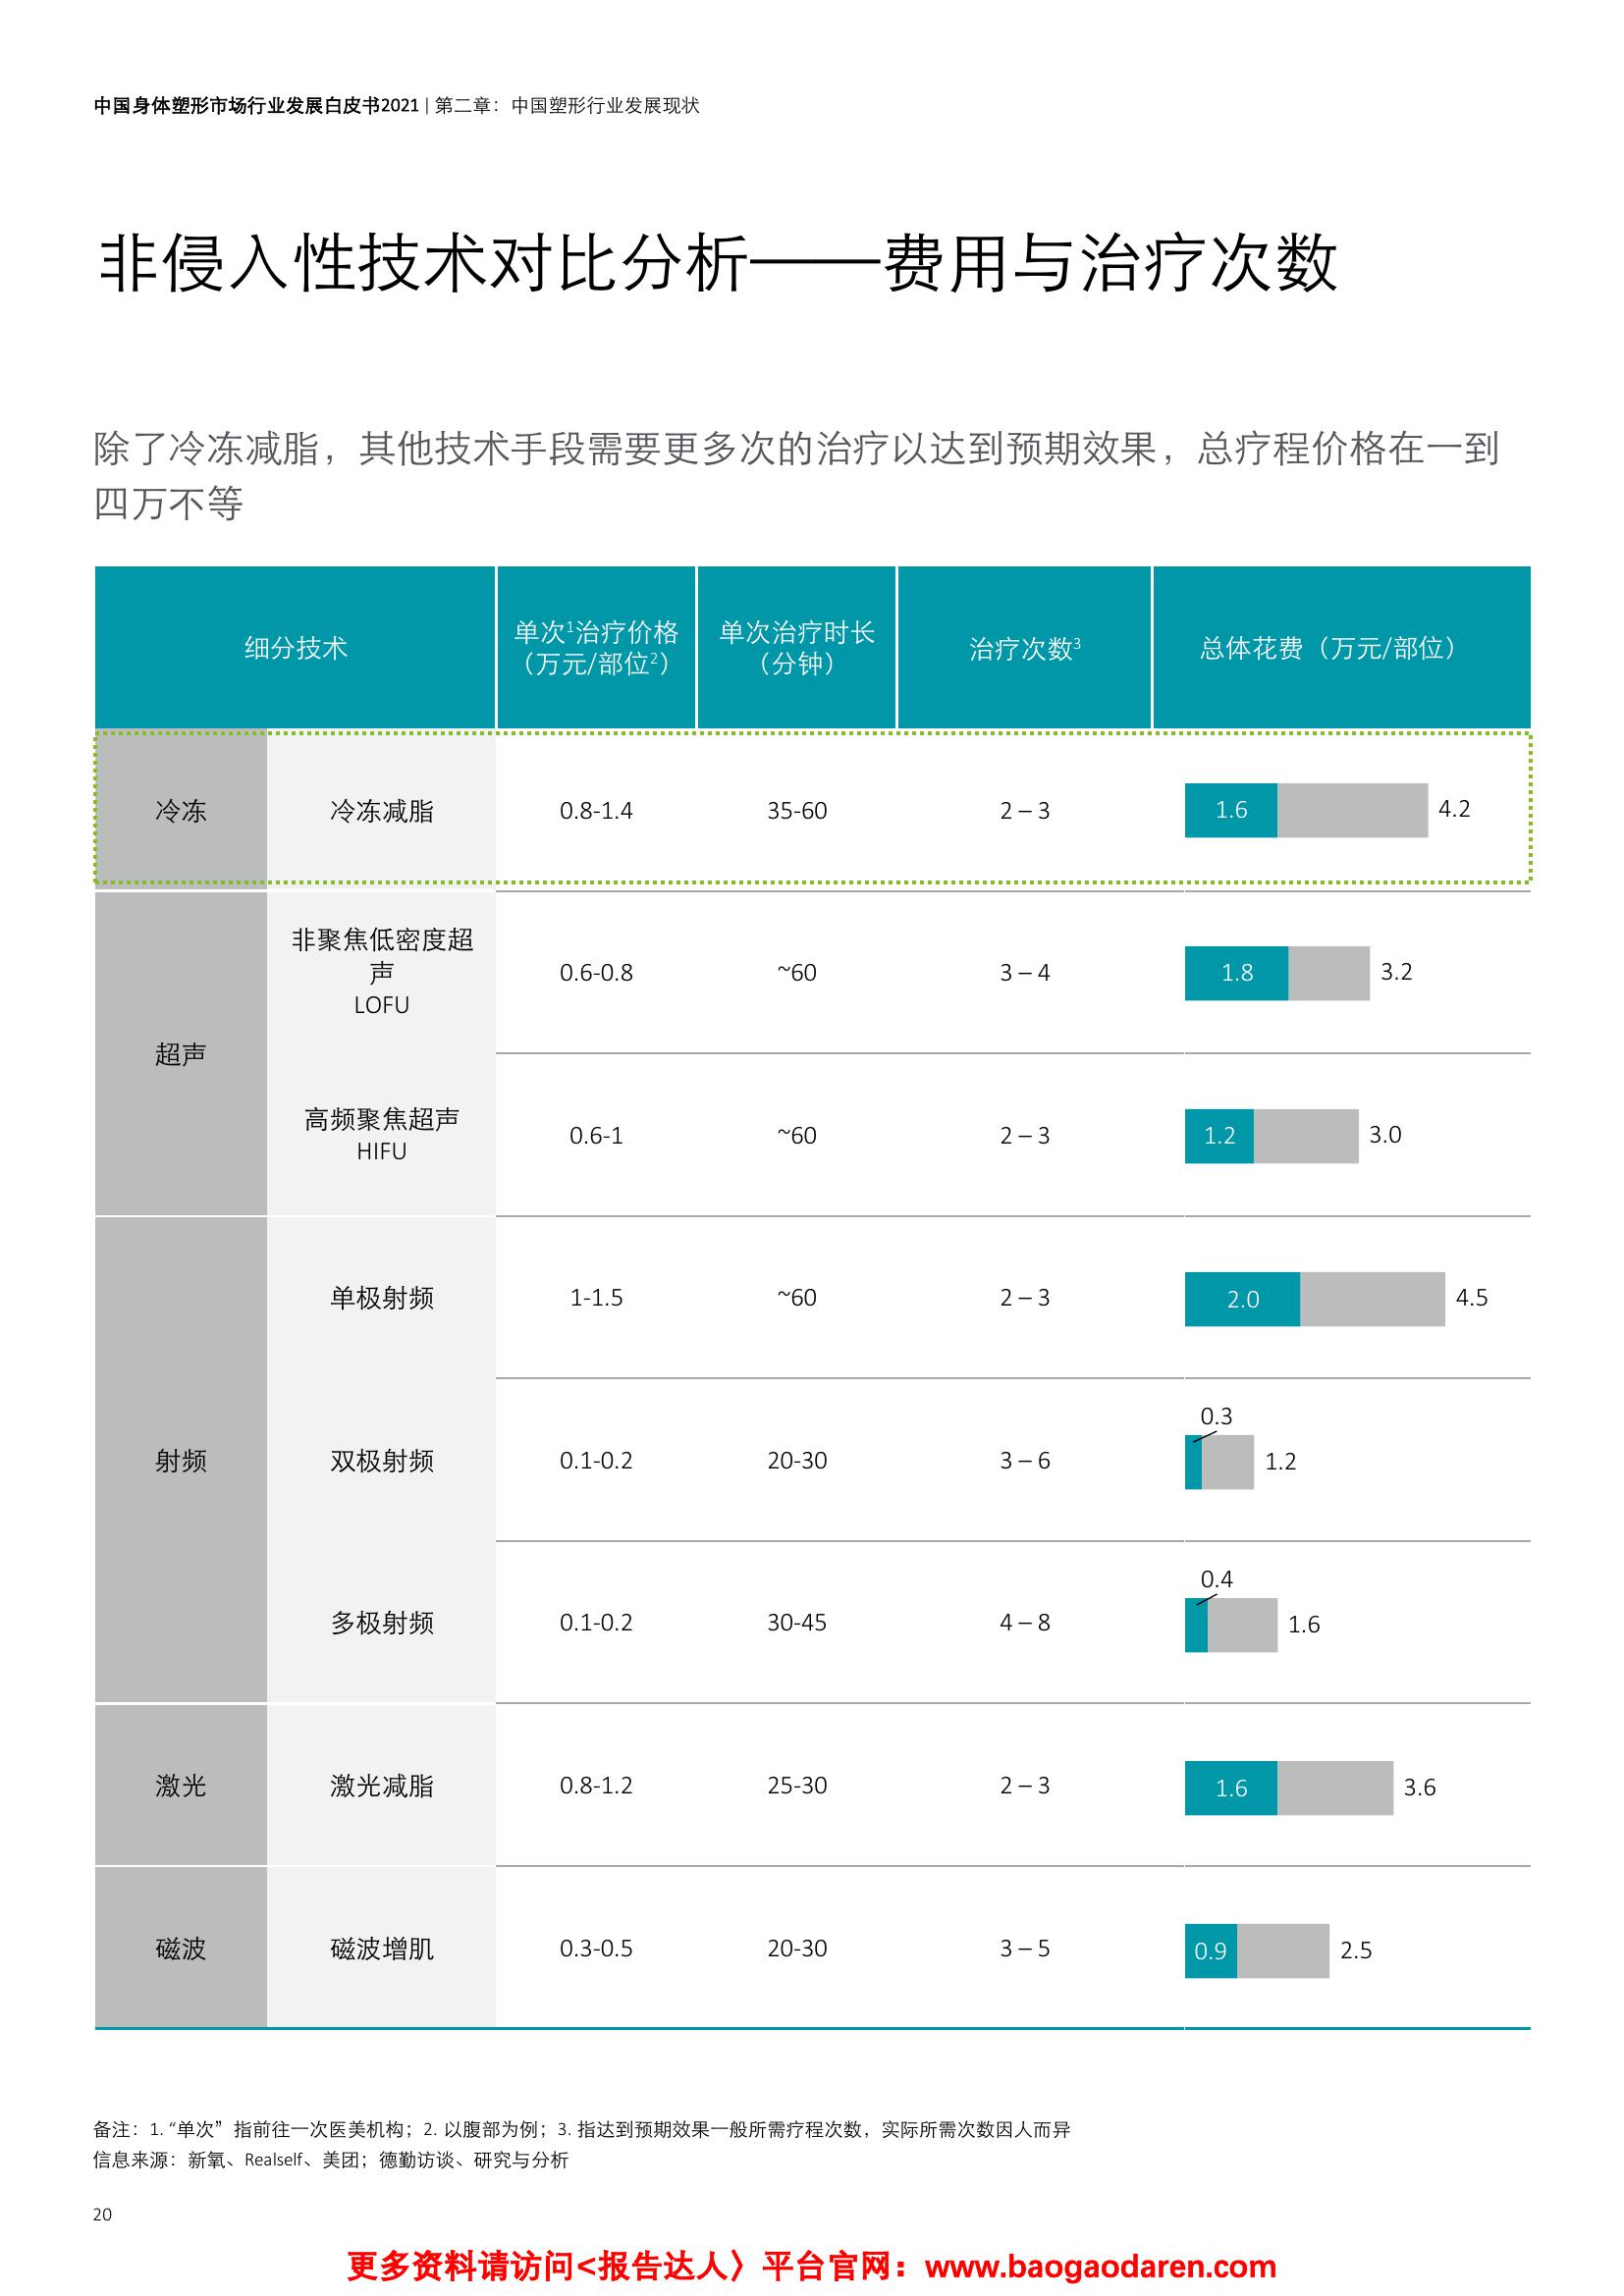 中国身体塑形市场行业发展白皮书2021 | 第二章：中国塑形行业发展现状
非侵入性技术对比分析——费用与治疗次数
除了冷冻减脂，其他技术手段需要更多次的治疗以达到预期效果，总疗程价格在一到
四万不等
细分技术
单次1治疗价格
（万元/部位2）
单次治疗时长
（分钟）
治疗次数3
总体花费（万元/部位）
冷冻
冷冻减脂
0.8-1.4
35-60
2 – 3
1.6
4.2
超声
非聚焦低密度超
声
LOFU
0.6-0.8
~60
3 – 4
1.8
3.2
高频聚焦超声
HIFU
0.6-1
~60
2 – 3
1.2
3.0
射频
单极射频
1-1.5
~60
2 – 3
2.0
4.5
双极射频
0.1-0.2
20-30
3 – 6
0.3
1.2
多极射频
0.1-0.2
30-45
4 – 8
0.4
1.6
激光
激光减脂
0.8-1.2
25-30
2 – 3
1.6
3.6
磁波
磁波增肌
0.3-0.5
20-30
3 – 5
0.9
2.5
备注：1. “单次”指前往一次医美机构；2. 以腹部为例；3. 指达到预期效果一般所需疗程次数，实际所需次数因人而异
信息来源：新氧、Realself、美团；德勤访谈、研究与分析
20
更多资料请访问<报告达人〉平台官网：www.baogaodaren.com